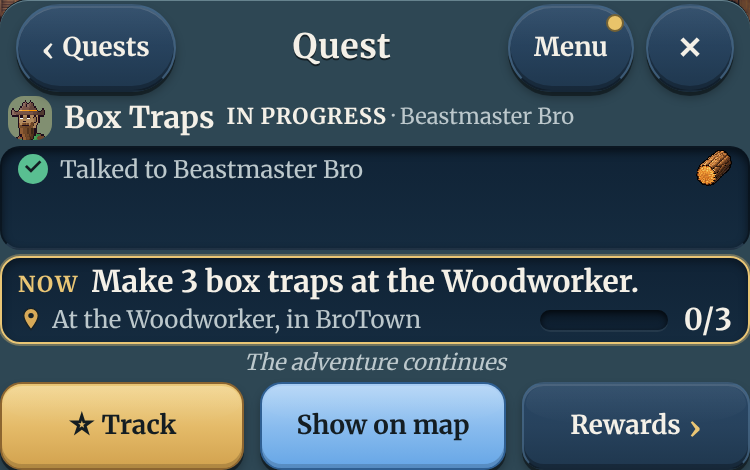 ‹ Quests
Quest
Menu
✕
Box Traps IN PROGRESS · Beastmaster Bro
Talked to Beastmaster Bro
NOW Make 3 box traps at the Woodworker.
At the Woodworker, in BroTown 0/3
The adventure continues
☆ Track
Show on map
Rewards ›